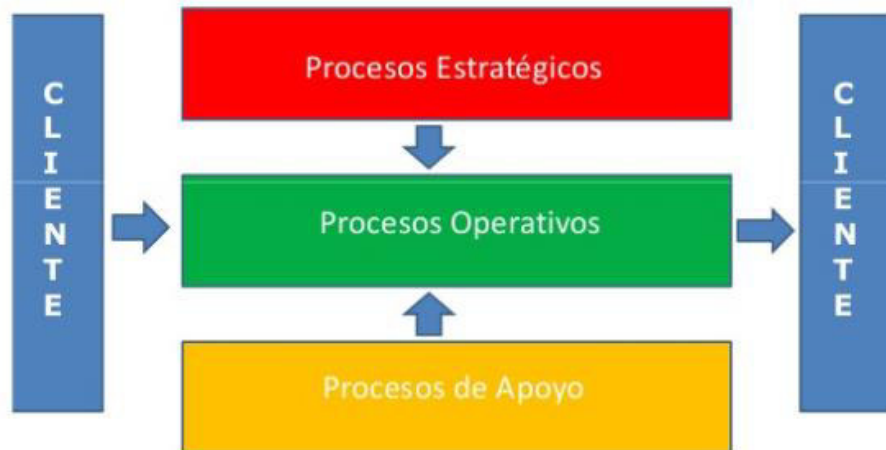 CLIENTE
Procesos Estratégicos
Procesos Operativos
Procesos de Apoyo
CLIENTE